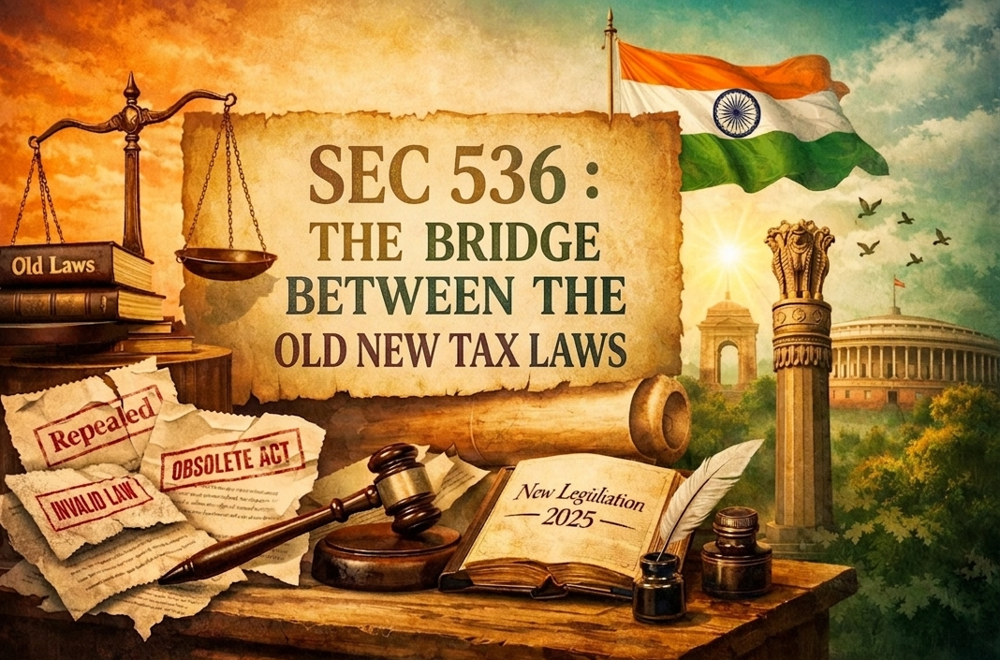 SEC 536 :
THE BRIDGE
BETWEEN THE
OLD NEW TAX LAWS
Old Laws
Repealed
OBSOLETE ACT
INVALID LAW!
New Legiſliation
2025